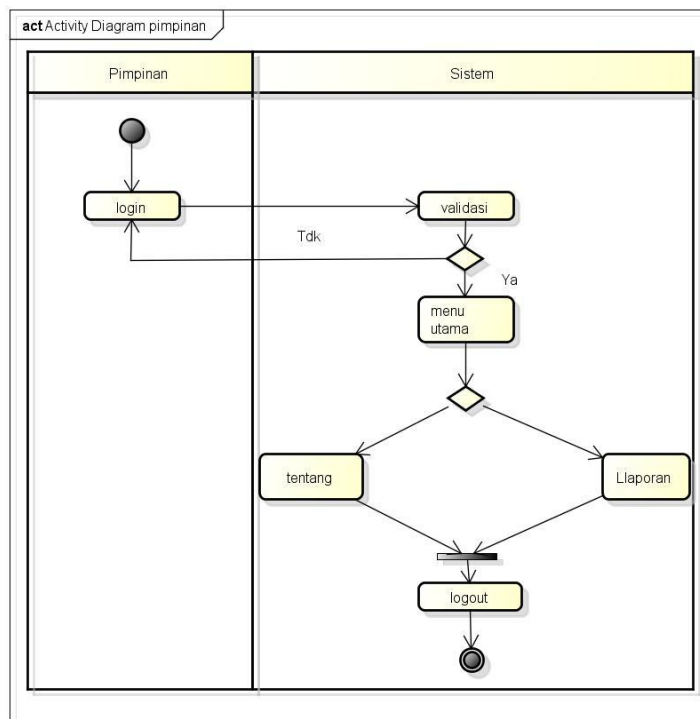 act Activity Diagram pimpinan
Pimpinan
Sistem
login
validasi
Tdk
Ya
menu
utama
tentang
Llaporan
logout